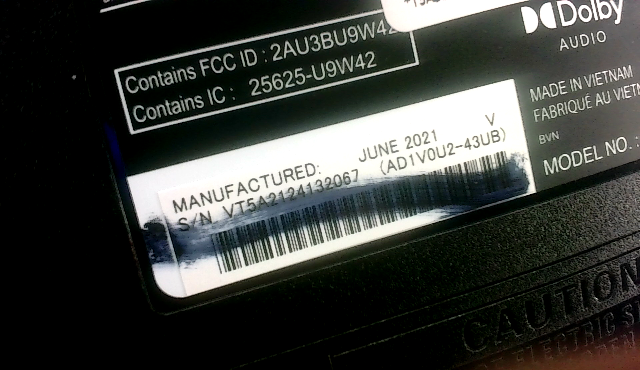 Contains FCC ID : 2AU3BU9W42
Contains IC : 25625-U9W42
Dolby
AUDIO
MADE IN VIETNAM
FABRIQUÉ AU VIETN
BVN
MODEL NO. :
MANUFACTURED: JUNE 2021 V
S/N VT5A2124132067 (AD1V0U2-43UB)
CAUTION